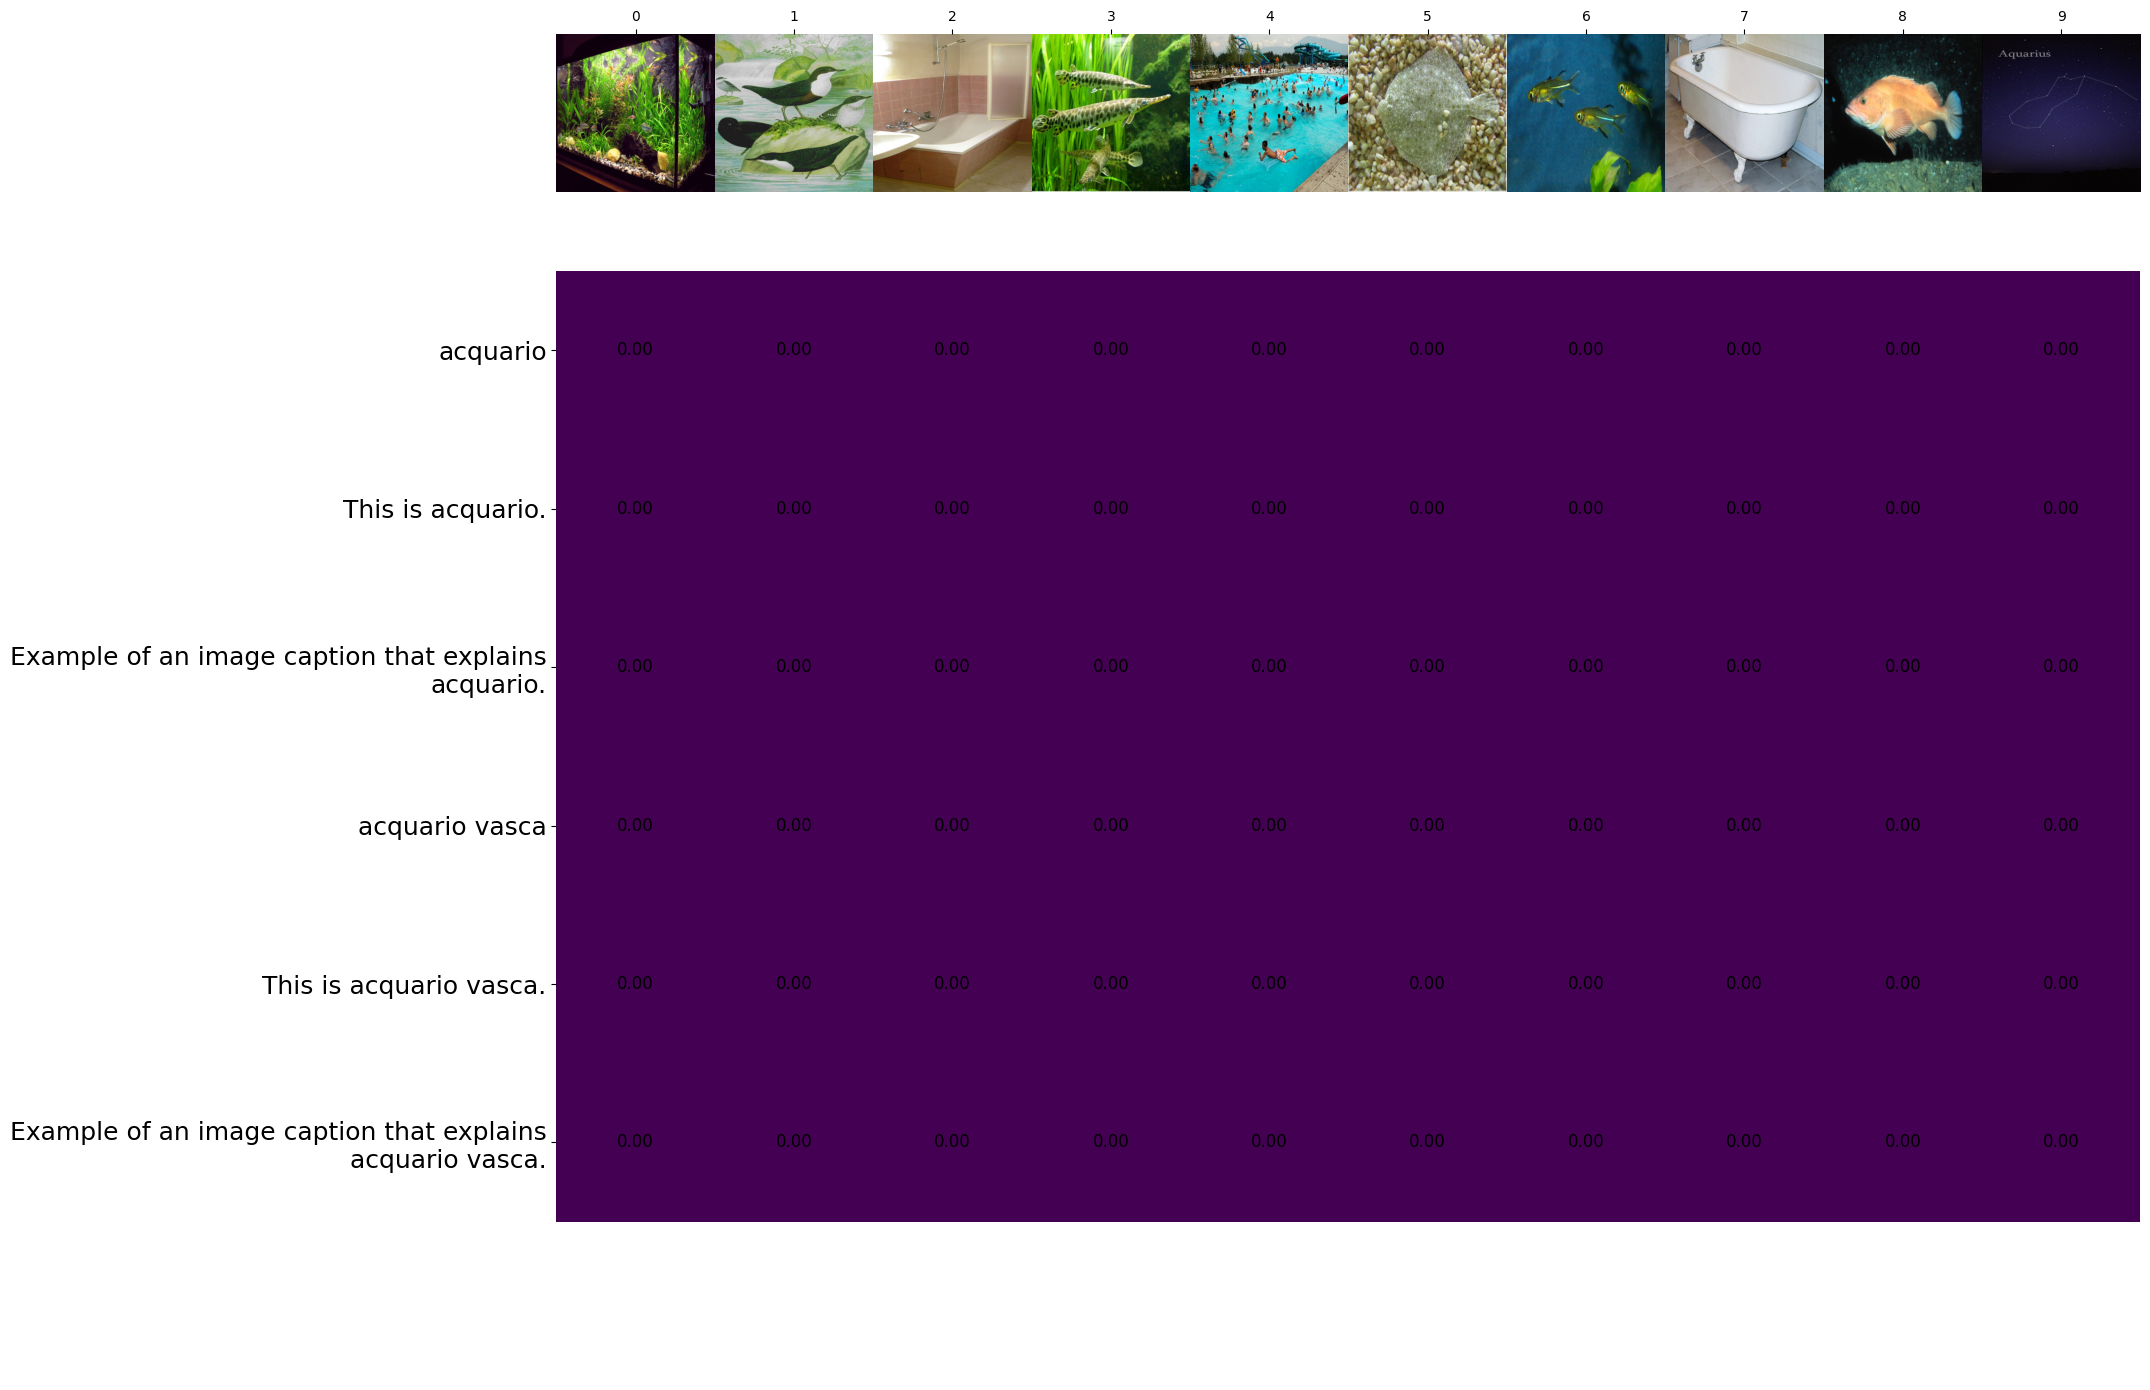 0 1 2 3 4 5 6 7 8 9
Aquarius
acquario 0.00 0.00 0.00 0.00 0.00 0.00 0.00 0.00 0.00 0.00
This is acquario. 0.00 0.00 0.00 0.00 0.00 0.00 0.00 0.00 0.00 0.00
Example of an image caption that explains
acquario. 0.00 0.00 0.00 0.00 0.00 0.00 0.00 0.00 0.00 0.00
acquario vasca 0.00 0.00 0.00 0.00 0.00 0.00 0.00 0.00 0.00 0.00
This is acquario vasca. 0.00 0.00 0.00 0.00 0.00 0.00 0.00 0.00 0.00 0.00
Example of an image caption that explains
acquario vasca. 0.00 0.00 0.00 0.00 0.00 0.00 0.00 0.00 0.00 0.00